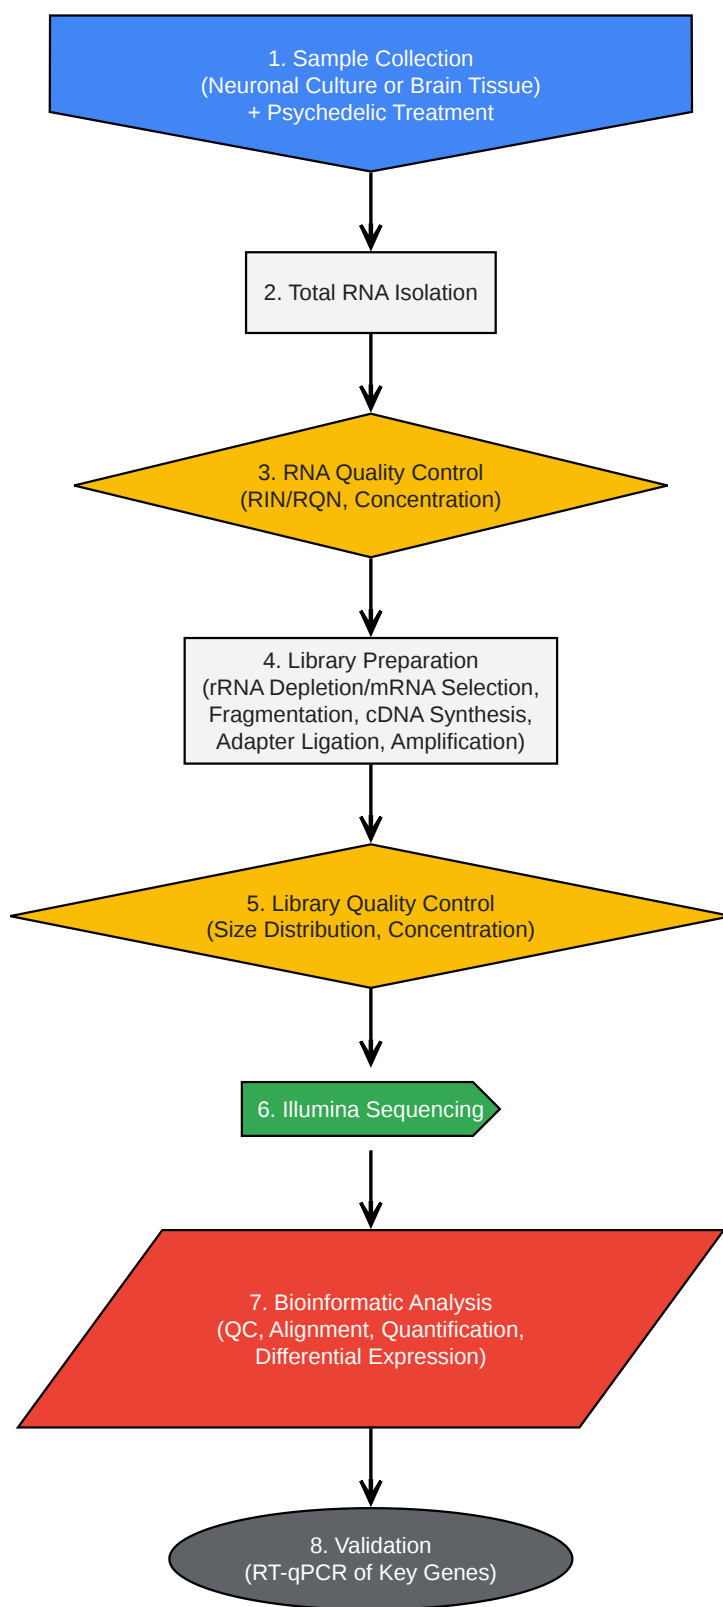 1. Sample Collection
(Neuronal Culture or Brain Tissue)
+ Psychedelic Treatment
2. Total RNA Isolation
3. RNA Quality Control
(RIN/RQN, Concentration)
4. Library Preparation
(rRNA Depletion/mRNA Selection,
Fragmentation, cDNA Synthesis,
Adapter Ligation, Amplification)
5. Library Quality Control
(Size Distribution, Concentration)
6. Illumina Sequencing
7. Bioinformatic Analysis
(QC, Alignment, Quantification,
Differential Expression)
8. Validation
(RT-qPCR of Key Genes)